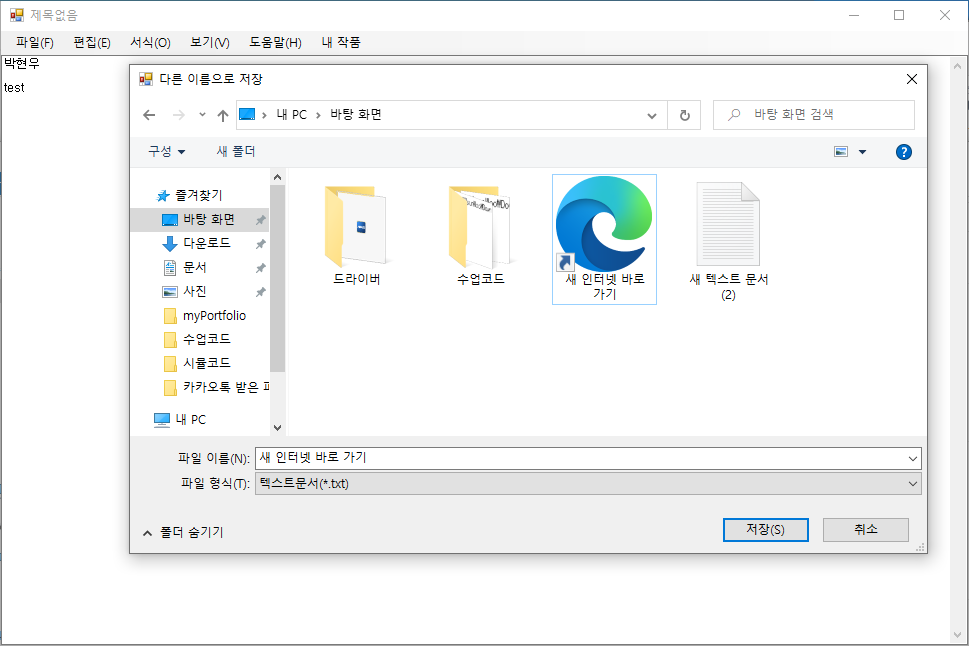 제목없음
파일(F) 편집(E) 서식(O) 보기(V) 도움말(H) 내 작품
박현우
test
다른 이름으로 저장
내 PC 바탕 화면
바탕 화면 검색
구성 새 폴더
즐겨찾기
바탕 화면
다운로드
문서
사진
myPortfolio
수업코드
시뮬코드
카카오톡 받은
내 PC
드라이버
수업코드
새 인터넷 바로
가기
새 텍스트 문서
(2)
파일 이름(N): 새 인터넷 바로 가기
파일 형식(T): 텍스트문서(*.txt)
폴더 숨기기
저장(S) 취소